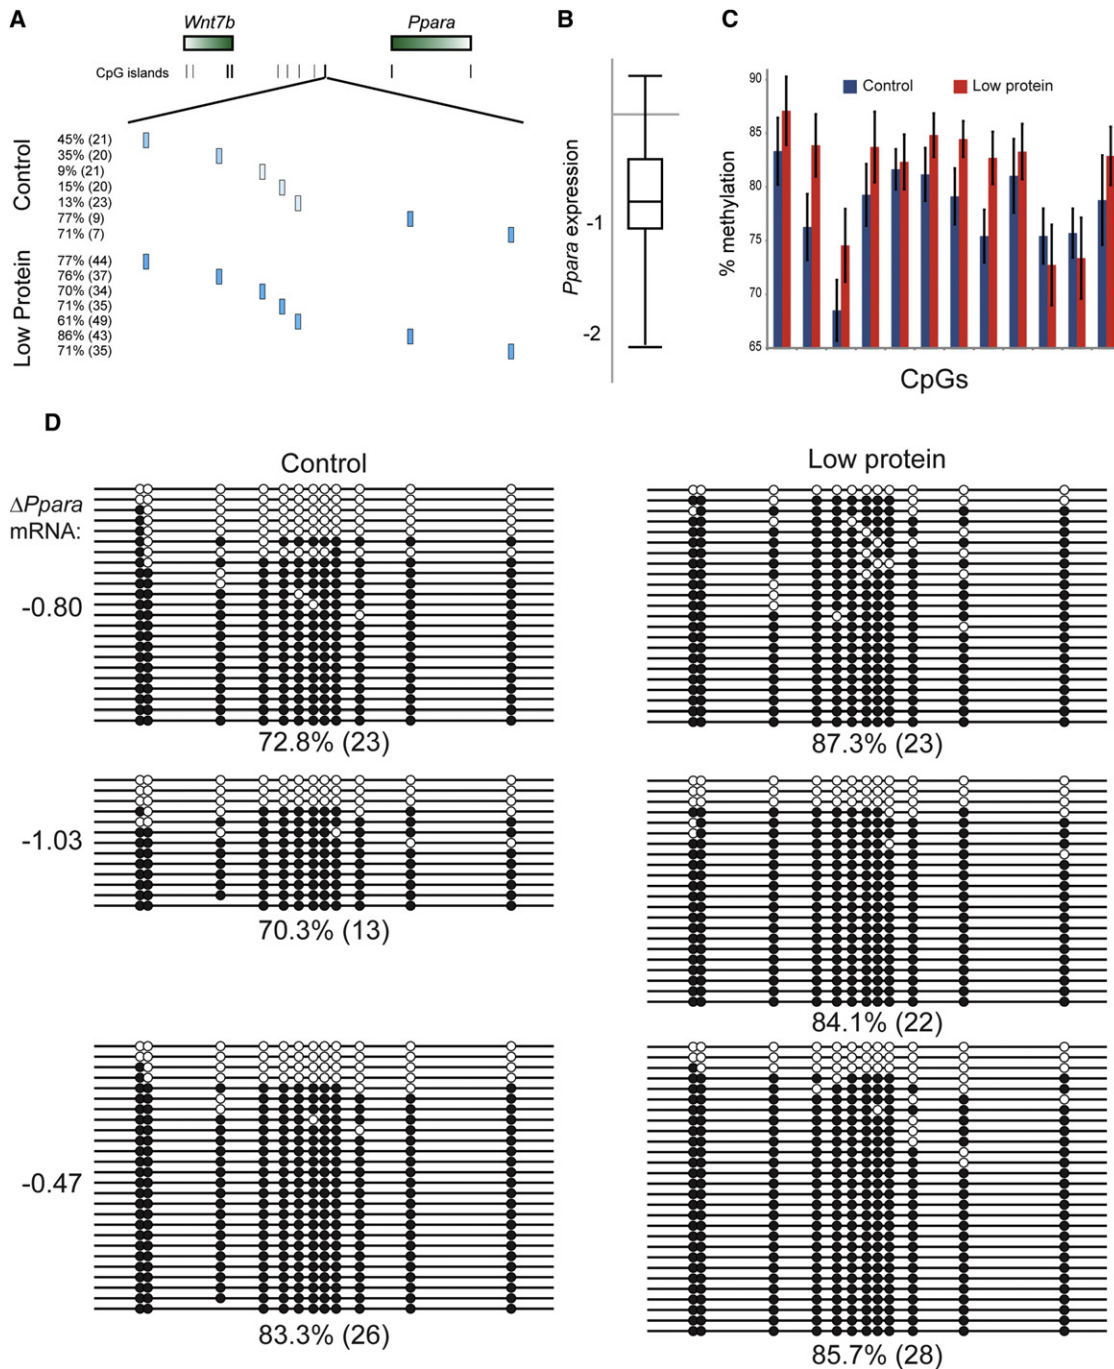 A
Wnt7b
Ppara
CpG islands
Control
45% (21)
35% (20)
9% (21)
15% (20)
13% (23)
77% (9)
71% (7)
Low Protein
77% (44)
76% (37)
70% (34)
71% (35)
61% (49)
86% (43)
71% (35)
B
Ppara expression
-1
-2
C
Control
Low protein
% methylation
90
85
80
75
70
65
CpGs
D
Control
Low protein
ΔPpara
mRNA:
-0.80
72.8% (23)
87.3% (23)
-1.03
70.3% (13)
84.1% (22)
-0.47
83.3% (26)
85.7% (28)